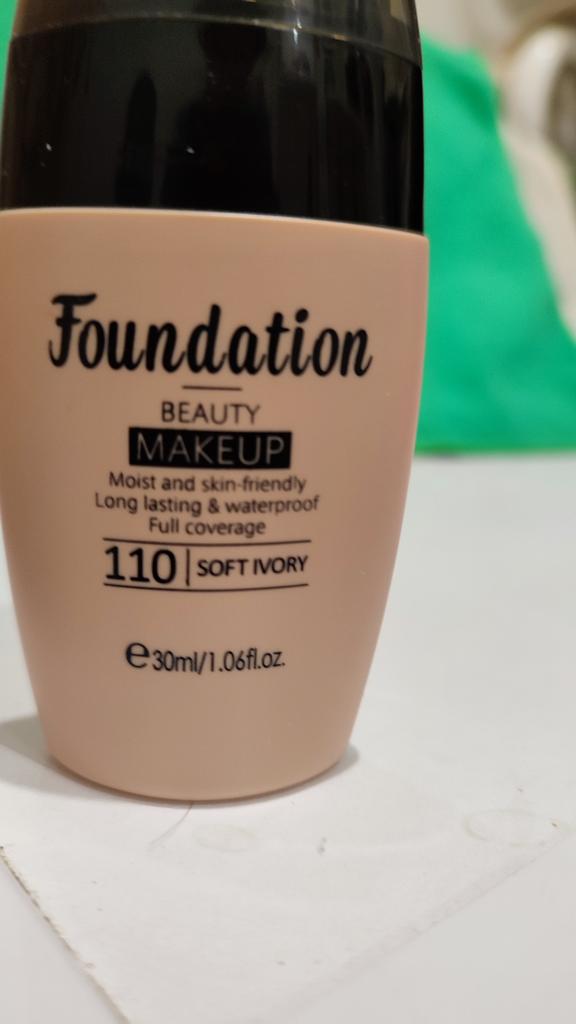 Foundation
BEAUTY
MAKEUP
Moist and skin-friendly
Long lasting & waterproof
Full coverage
110 | SOFT IVORY
℮30ml/1.06fl.oz.